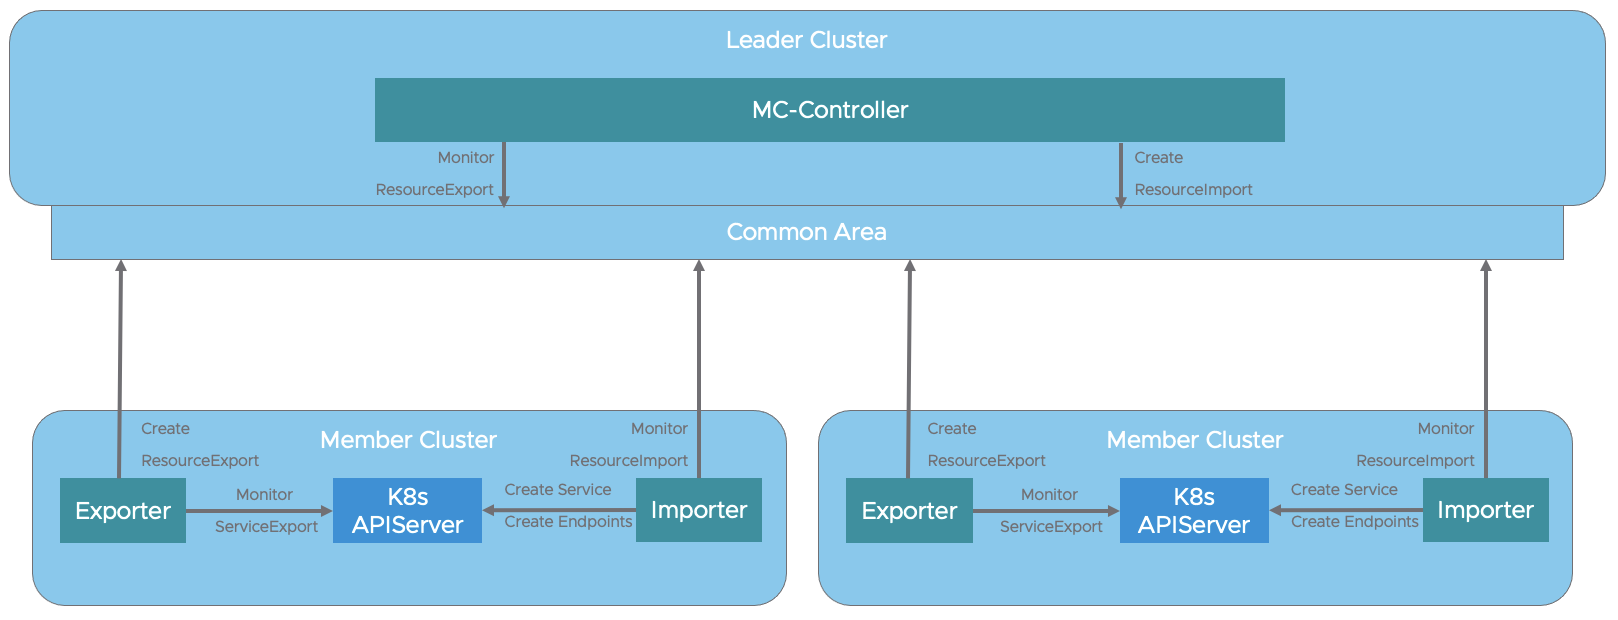 Leader Cluster
MC-Controller
Monitor
ResourceExport
Create
ResourceImport
Common Area
Member Cluster
Create
ResourceExport
Monitor
ResourceImport
Exporter
Monitor
ServiceExport
K8s
APIServer
Create Service
Create Endpoints
Importer
Member Cluster
Create
ResourceExport
Monitor
ResourceImport
Exporter
Monitor
ServiceExport
K8s
APIServer
Create Service
Create Endpoints
Importer